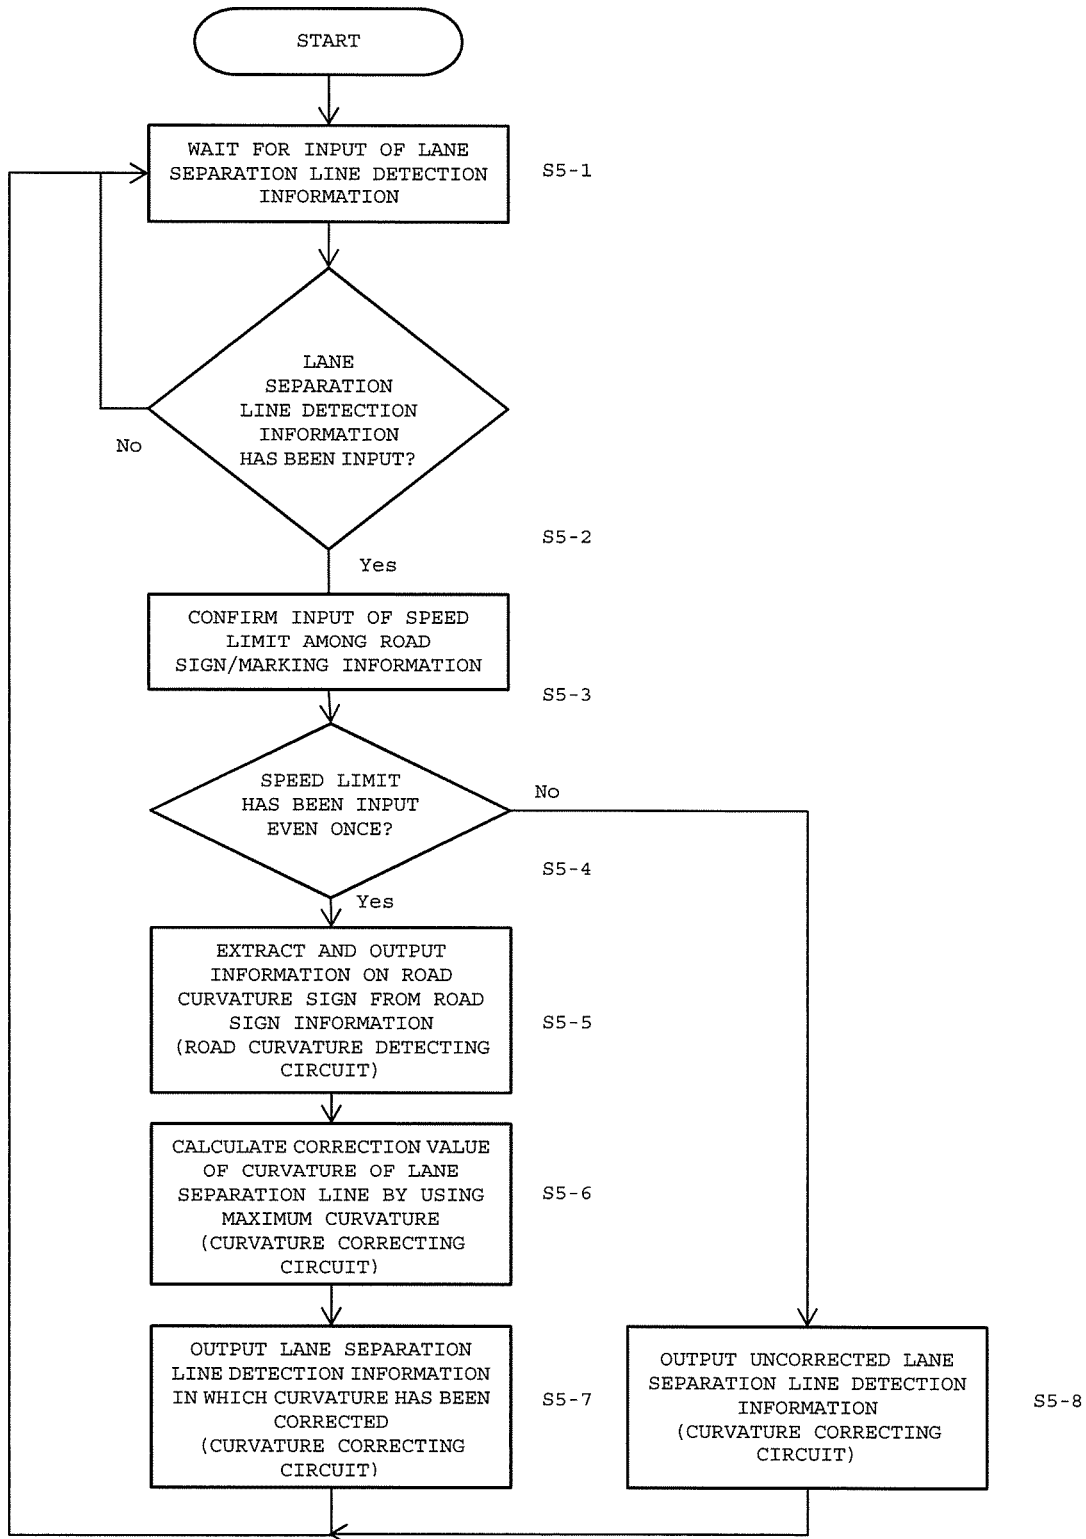 START
WAIT FOR INPUT OF LANE
SEPARATION LINE DETECTION
INFORMATION
S5-1
LANE
SEPARATION
LINE DETECTION
INFORMATION
HAS BEEN INPUT?
No
S5-2
Yes
CONFIRM INPUT OF SPEED
LIMIT AMONG ROAD
SIGN/MARKING INFORMATION
S5-3
SPEED LIMIT
HAS BEEN INPUT
EVEN ONCE?
No
S5-4
Yes
EXTRACT AND OUTPUT
INFORMATION ON ROAD
CURVATURE SIGN FROM ROAD
SIGN INFORMATION
(ROAD CURVATURE DETECTING
CIRCUIT)
S5-5
CALCULATE CORRECTION VALUE
OF CURVATURE OF LANE
SEPARATION LINE BY USING
MAXIMUM CURVATURE
(CURVATURE CORRECTING
CIRCUIT)
S5-6
OUTPUT LANE SEPARATION
LINE DETECTION INFORMATION
IN WHICH CURVATURE HAS BEEN
CORRECTED
(CURVATURE CORRECTING
CIRCUIT)
S5-7
OUTPUT UNCORRECTED LANE
SEPARATION LINE DETECTION
INFORMATION
(CURVATURE CORRECTING
CIRCUIT)
S5-8